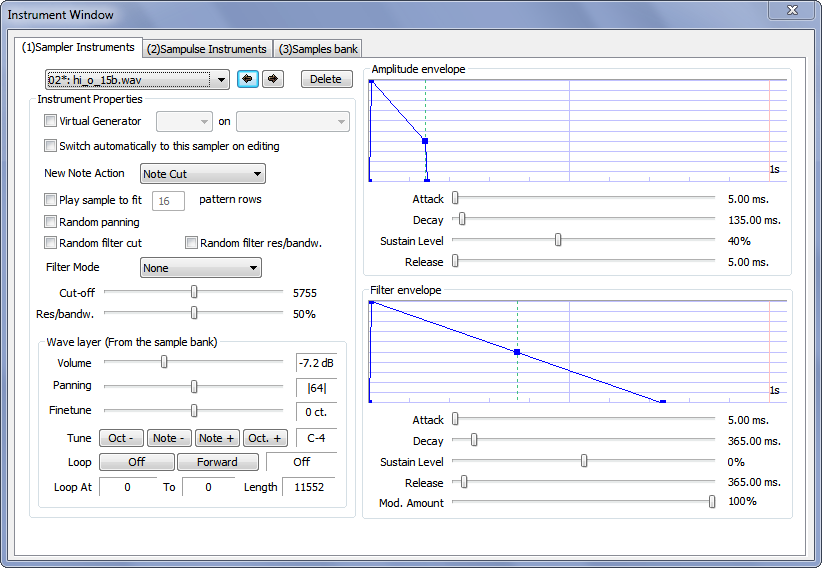 Instrument Window
(1)Sampler Instruments
(2)Sampulse Instruments
(3)Samples bank
02*: hi_o_15b.wav
Delete
Instrument Properties
Virtual Generator
on
Switch automatically to this sampler on editing
New Note Action
Note Cut
Play sample to fit
16
pattern rows
Random panning
Random filter cut
Random filter res/bandw.
Filter Mode
None
Cut-off
5755
Res/bandw.
50%
Wave layer (From the sample bank)
Volume
-7.2 dB
Panning
|64|
Finetune
0 ct.
Tune
Oct -
Note -
Note +
Oct. +
C-4
Loop
Off
Forward
Off
Loop At
0
To
0
Length
11552
Amplitude envelope
1s
Attack
5.00 ms.
Decay
135.00 ms.
Sustain Level
40%
Release
5.00 ms.
Filter envelope
1s
Attack
5.00 ms.
Decay
365.00 ms.
Sustain Level
0%
Release
365.00 ms.
Mod. Amount
100%